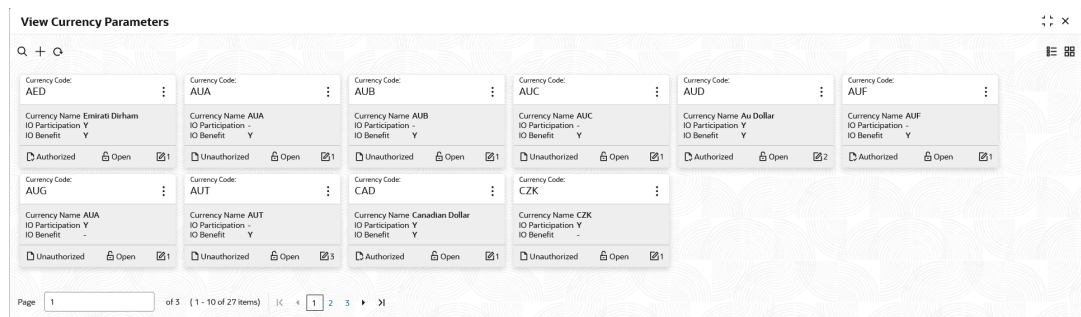 View Currency Parameters
Currency Code:
AED
Currency Name Emirati Dirham
IO Participation Y
IO Benefit Y
Authorized Open 1
Currency Code:
AUA
Currency Name AUA
IO Participation -
IO Benefit Y
Unauthorized Open 1
Currency Code:
AUB
Currency Name AUB
IO Participation -
IO Benefit Y
Unauthorized Open 1
Currency Code:
AUC
Currency Name AUC
IO Participation -
IO Benefit Y
Unauthorized Open 1
Currency Code:
AUD
Currency Name Au Dollar
IO Participation Y
IO Benefit Y
Authorized Open 2
Currency Code:
AUF
Currency Name AUF
IO Participation Y
IO Benefit Y
Authorized Open 1
Currency Code:
AUG
Currency Name AUA
IO Participation Y
IO Benefit -
Unauthorized Open 1
Currency Code:
AUT
Currency Name AUT
IO Participation -
IO Benefit Y
Unauthorized Open 3
Currency Code:
CAD
Currency Name Canadian Dollar
IO Participation Y
IO Benefit Y
Authorized Open 1
Currency Code:
CZK
Currency Name CZK
IO Participation Y
IO Benefit -
Unauthorized Open 1
Page 1 of 3 ( 1 - 10 of 27 items) 1 2 3